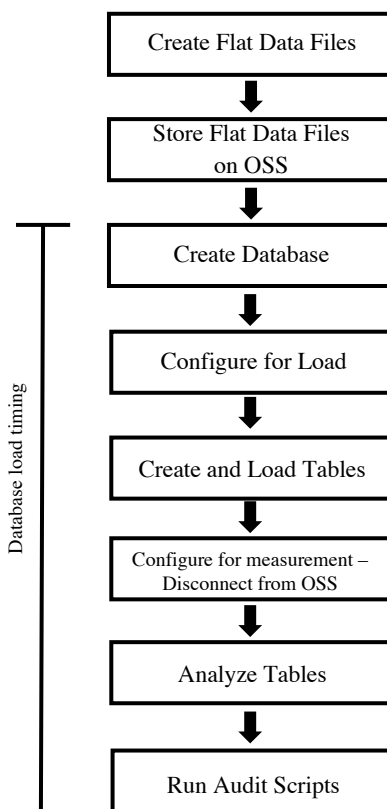 Create Flat Data Files
Store Flat Data Files
on OSS
Create Database
Configure for Load
Create and Load Tables
Configure for measurement –
Disconnect from OSS
Analyze Tables
Run Audit Scripts
Database load timing